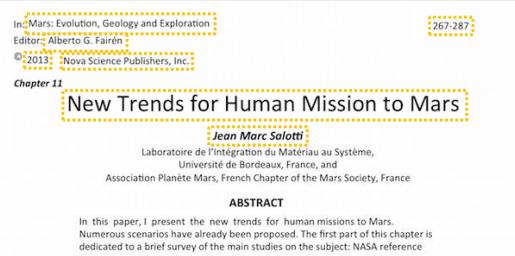 In: Mars: Evolution, Geology and Exploration 267-287
Editor: Alberto G. Fairén
© 2013 Nova Science Publishers, Inc.
Chapter 11
New Trends for Human Mission to Mars
Jean Marc Salotti
Laboratoire de l’Intégration du Matériau au Système,
Université de Bordeaux, France, and
Association Planète Mars, French Chapter of the Mars Society, France
ABSTRACT
In this paper, I present the new trends for human missions to Mars.
Numerous scenarios have already been proposed. The first part of this chapter is
dedicated to a brief survey of the main studies on the subject: NASA reference